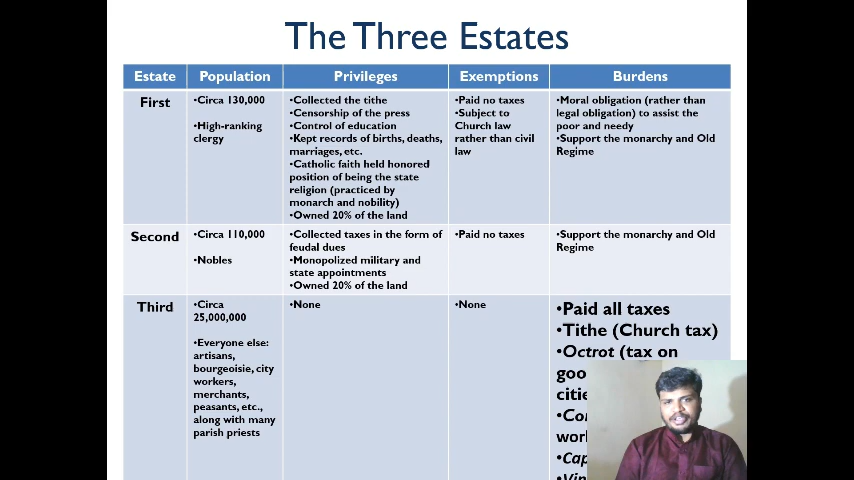 The Three Estates
Estate Population Privileges Exemptions Burdens
First
•Circa 130,000
•High-ranking
clergy
•Collected the tithe
•Censorship of the press
•Control of education
•Kept records of births, deaths,
marriages, etc.
•Catholic faith held honored
position of being the state
religion (practiced by
monarch and nobility)
•Owned 20% of the land
•Paid no taxes
•Subject to
Church law
rather than civil
law
•Moral obligation (rather than
legal obligation) to assist the
poor and needy
•Support the monarchy and Old
Regime
Second
•Circa 110,000
•Nobles
•Collected taxes in the form of
feudal dues
•Monopolized military and
state appointments
•Owned 20% of the land
•Paid no taxes
•Support the monarchy and Old
Regime
Third
•Circa
25,000,000
•Everyone else:
artisans,
bourgeoisie, city
workers,
merchants,
peasants, etc.,
along with many
parish priests
•None
•None
•Paid all taxes
•Tithe (Church tax)
•Octrot (tax on